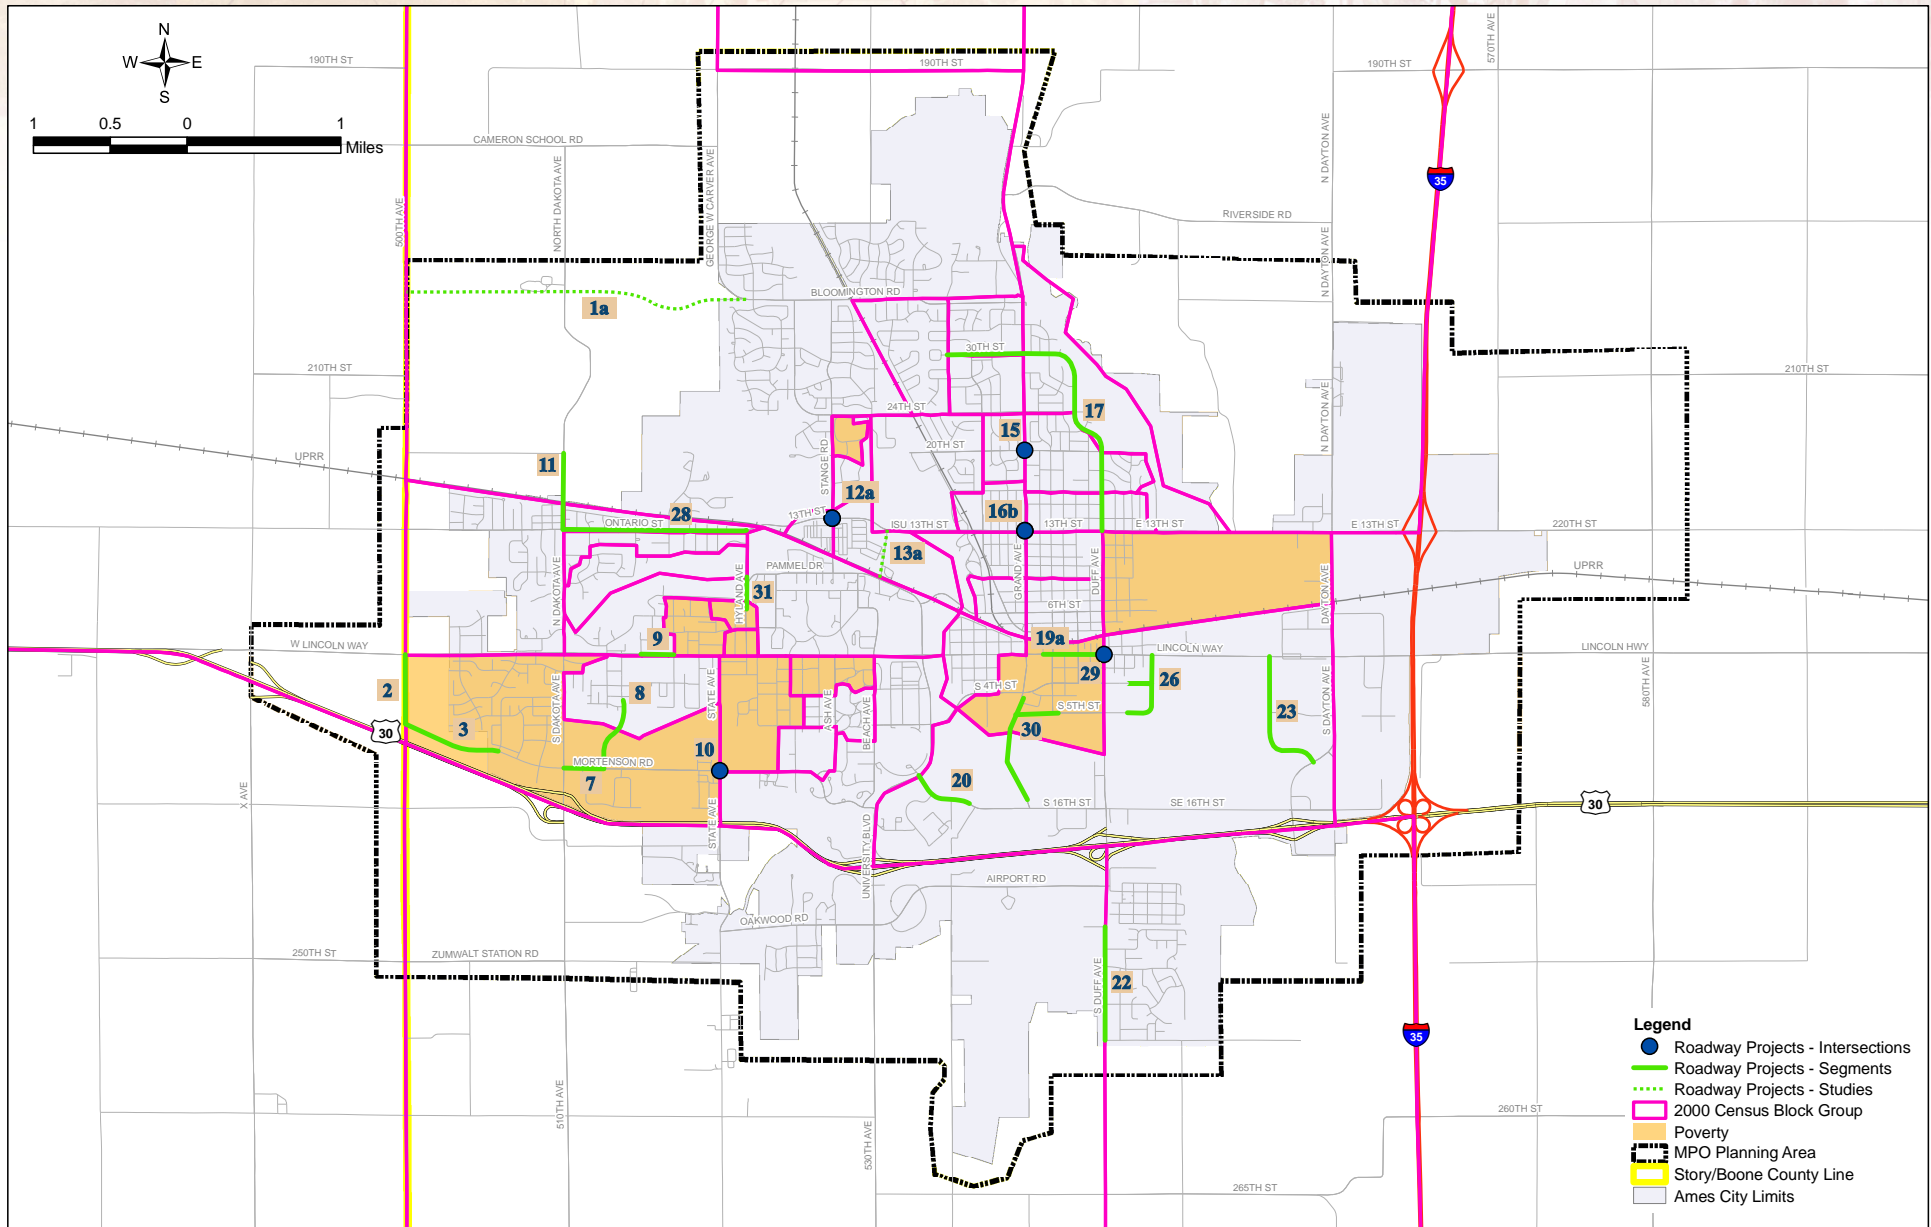 N
W E
S
1 0.5 0 1
Miles
190TH ST
190TH ST
190TH ST
570TH AVE
CAMERON SCHOOL RD
NORTH DAKOTA AVE
GEORGE W CARVER AVE
N DAYTON AVE
35
500TH AVE
RIVERSIDE RD
N DAYTON AVE
BLOOMINGTON RD
1a
30TH ST
210TH ST
210TH ST
24TH ST
17
N DAYTON AVE
15
20TH ST
STANGE RD
UPRR
11
12a
28
13TH ST
16b
ONTARIO ST
ISU 13TH ST
13TH ST
E 13TH ST
E 13TH ST
220TH ST
13a
PAMMEL DR
UPRR
N DAKOTA AVE
HYLAND AVE
31
GRAND AVE
DUFF AVE
DAYTON AVE
6TH ST
9
19a
W LINCOLN WAY
LINCOLN WAY
LINCOLN HWY
2
8
S 4TH ST
29
26
580TH AVE
S DAKOTA AVE
STATE AVE
ASH AVE
BEACH AVE
S 5TH ST
23
S DAYTON AVE
30
3
30
10
MORTENSON RD
7
20
X AVE
S 16TH ST
SE 16TH ST
30
STATE AVE
UNIVERSITY BLVD
AIRPORT RD
OAKWOOD RD
250TH ST
ZUMWALT STATION RD
S DUFF AVE
22
35
510TH AVE
530TH AVE
260TH ST
265TH ST
Legend
Roadway Projects - Intersections
Roadway Projects - Segments
Roadway Projects - Studies
2000 Census Block Group
Poverty
MPO Planning Area
Story/Boone County Line
Ames City Limits